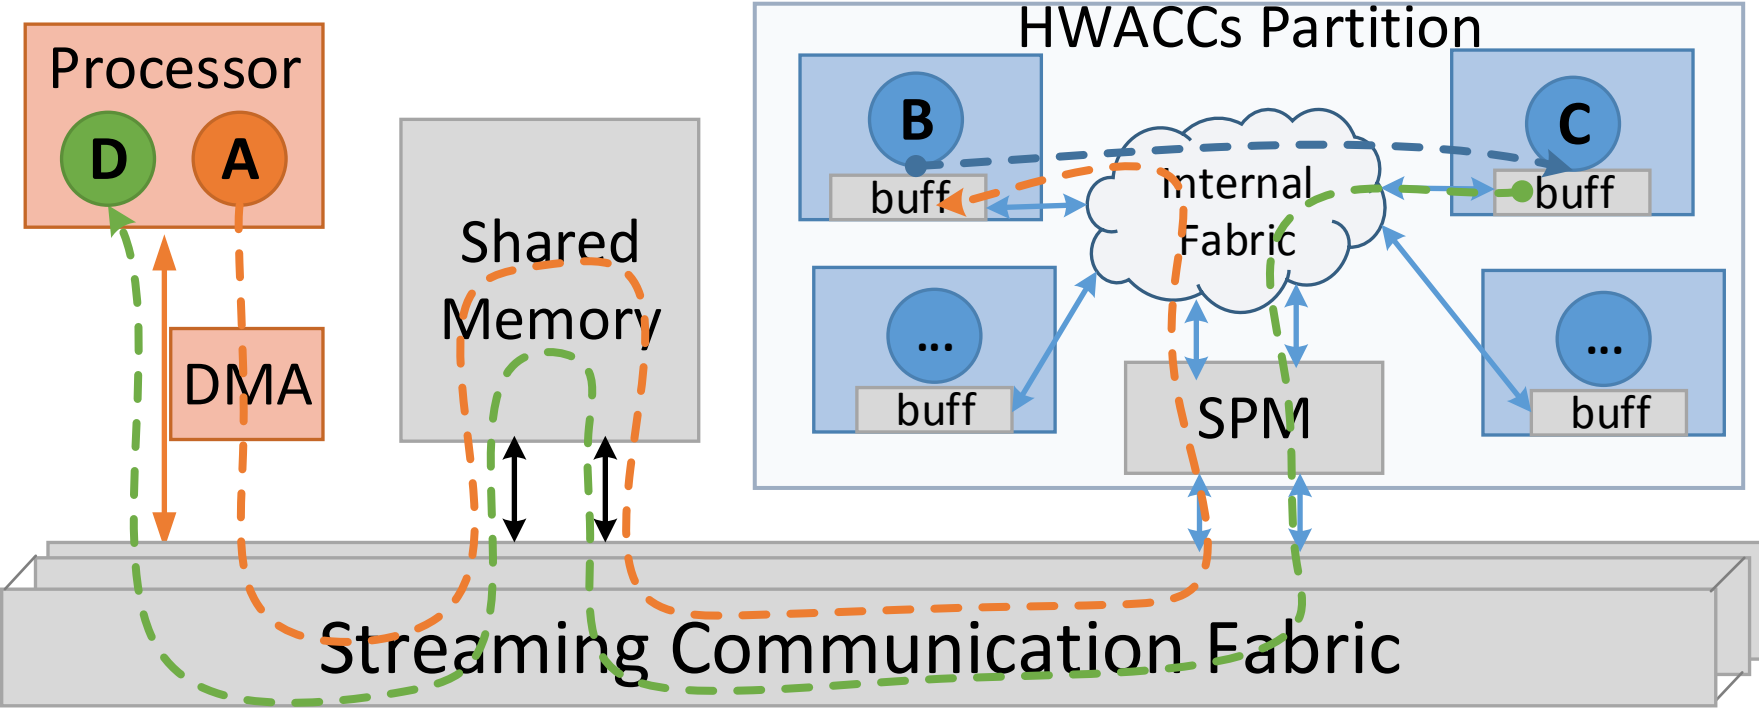 HWACCs Partition
Processor
D
A
B
C
buff
buff
Internal
Fabric
Shared
Memory
DMA
...
...
buff
buff
SPM
Streaming Communication Fabric